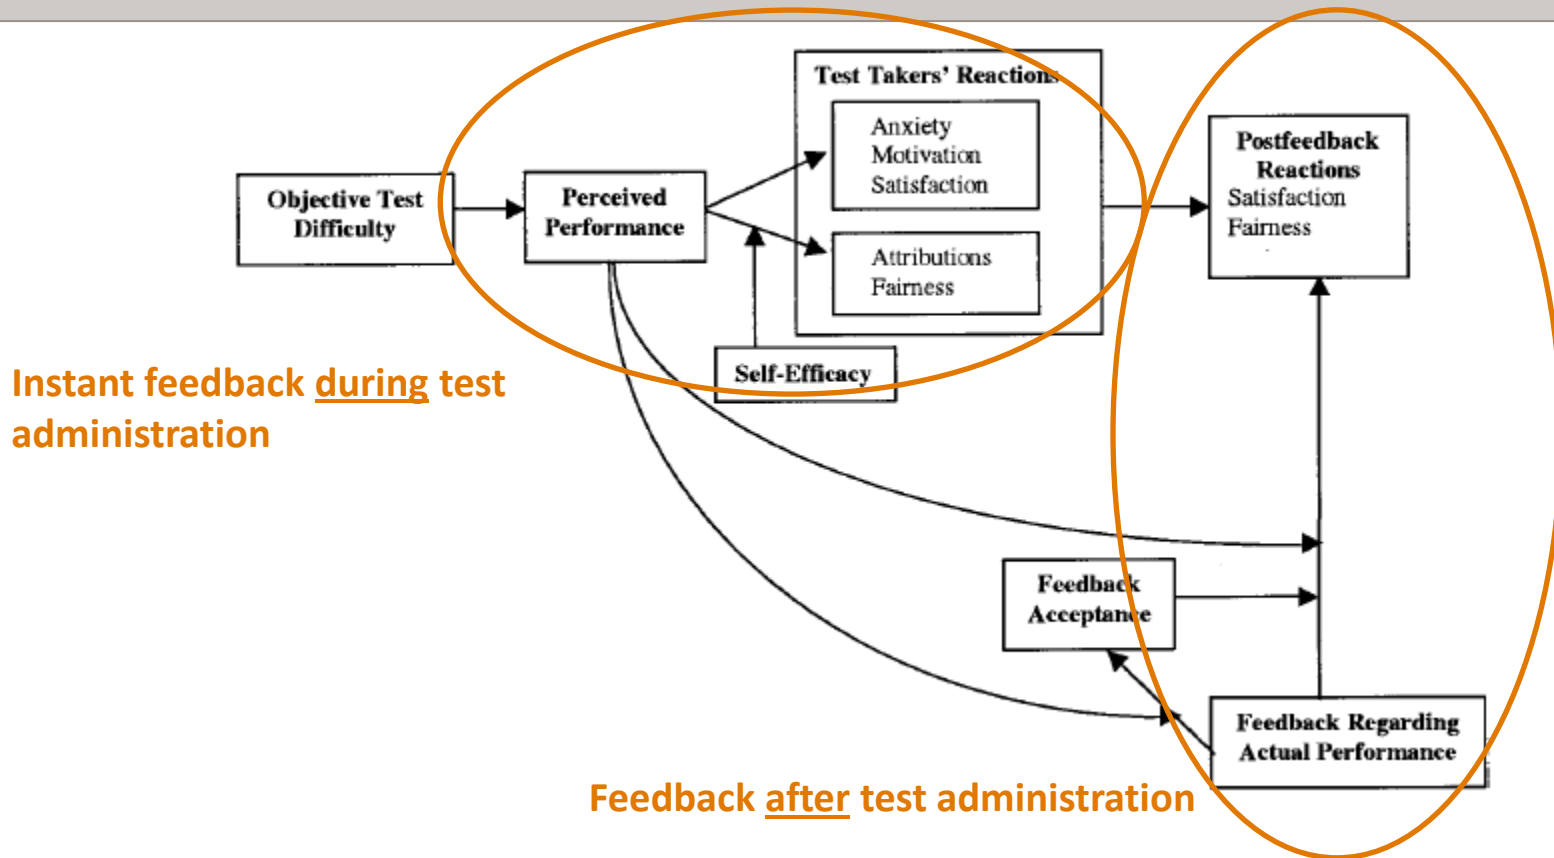 Test Takers' Reactions
Anxiety
Motivation
Satisfaction
Attributions
Fairness
Objective Test
Difficulty
Perceived
Performance
Self-Efficacy
Postfeedback
Reactions
Satisfaction
Fairness
Instant feedback during test
administration
Feedback
Acceptance
Feedback Regarding
Actual Performance
Feedback after test administration